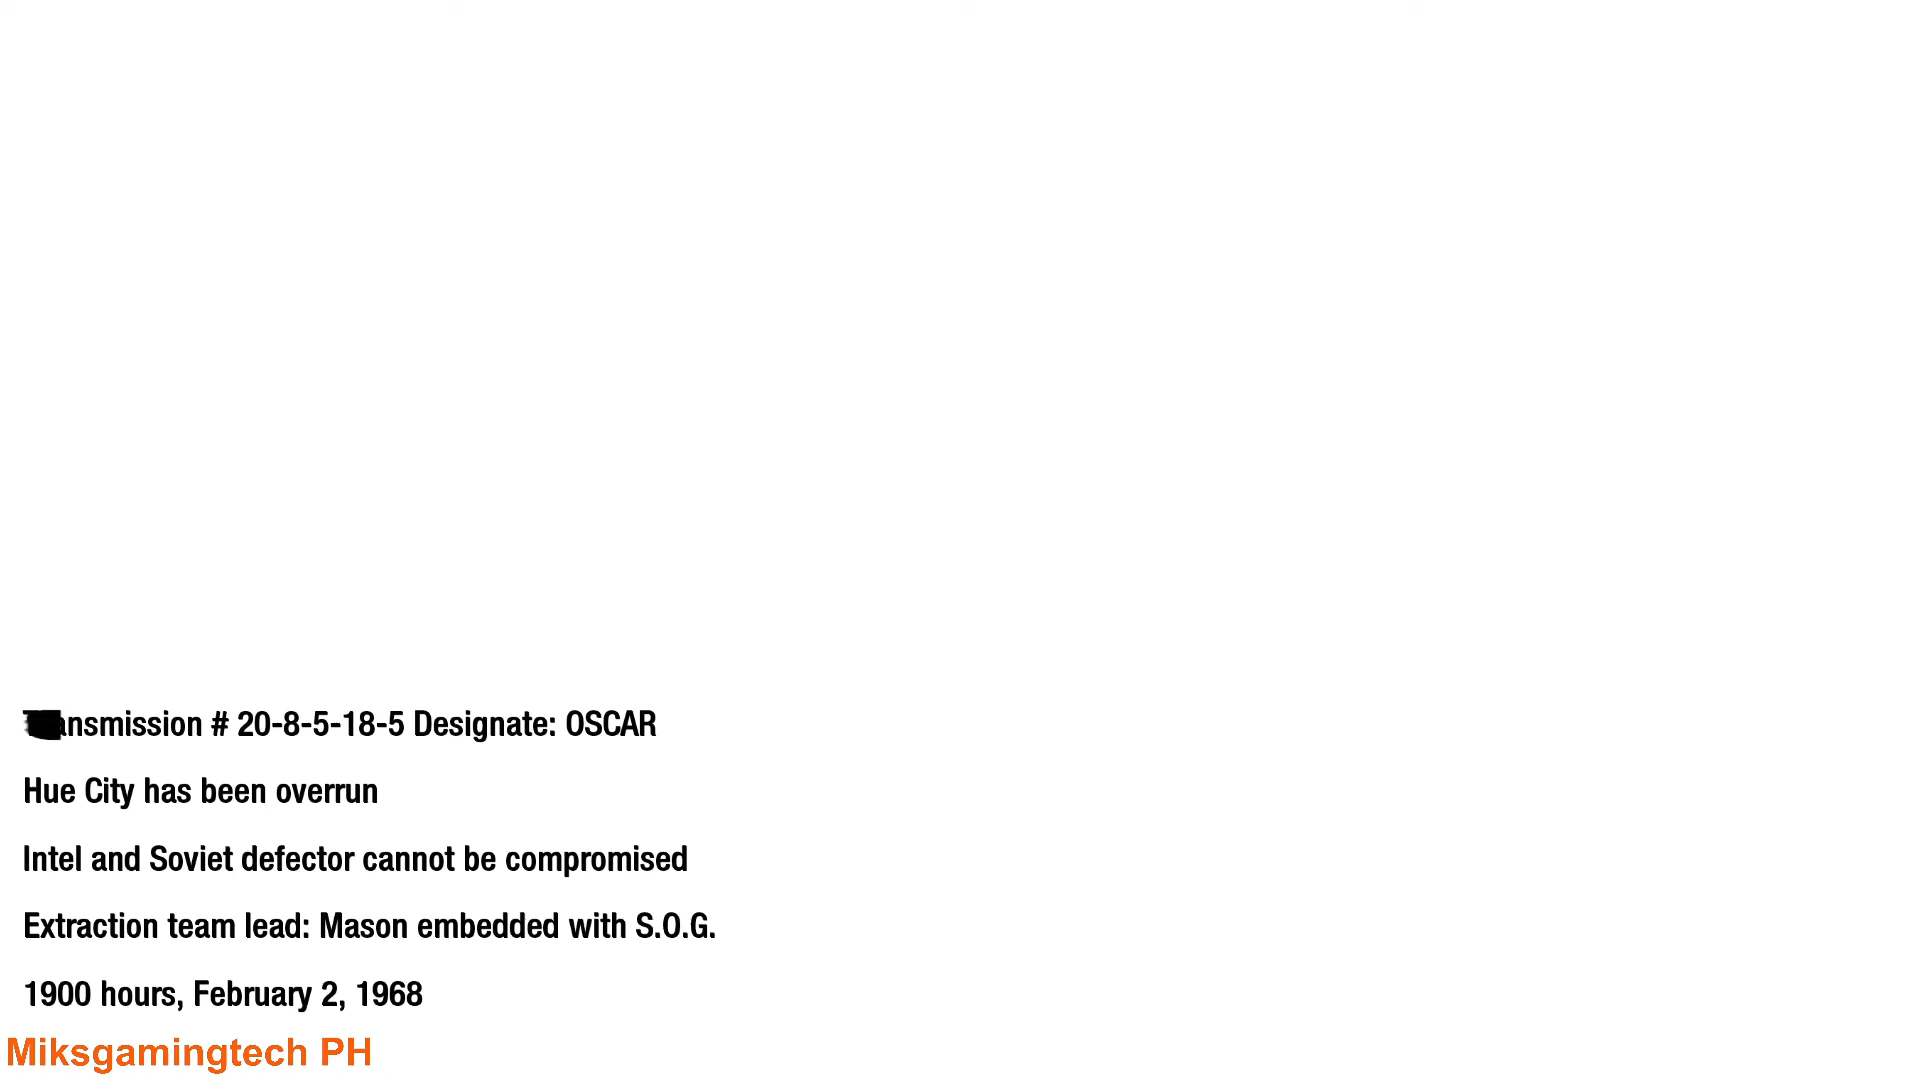 Transmission # 20-8-5-18-5 Designate: OSCAR
Hue City has been overrun
Intel and Soviet defector cannot be compromised
Extraction team lead: Mason embedded with S.O.G.
1900 hours, February 2, 1968
Miksgamingtech PH